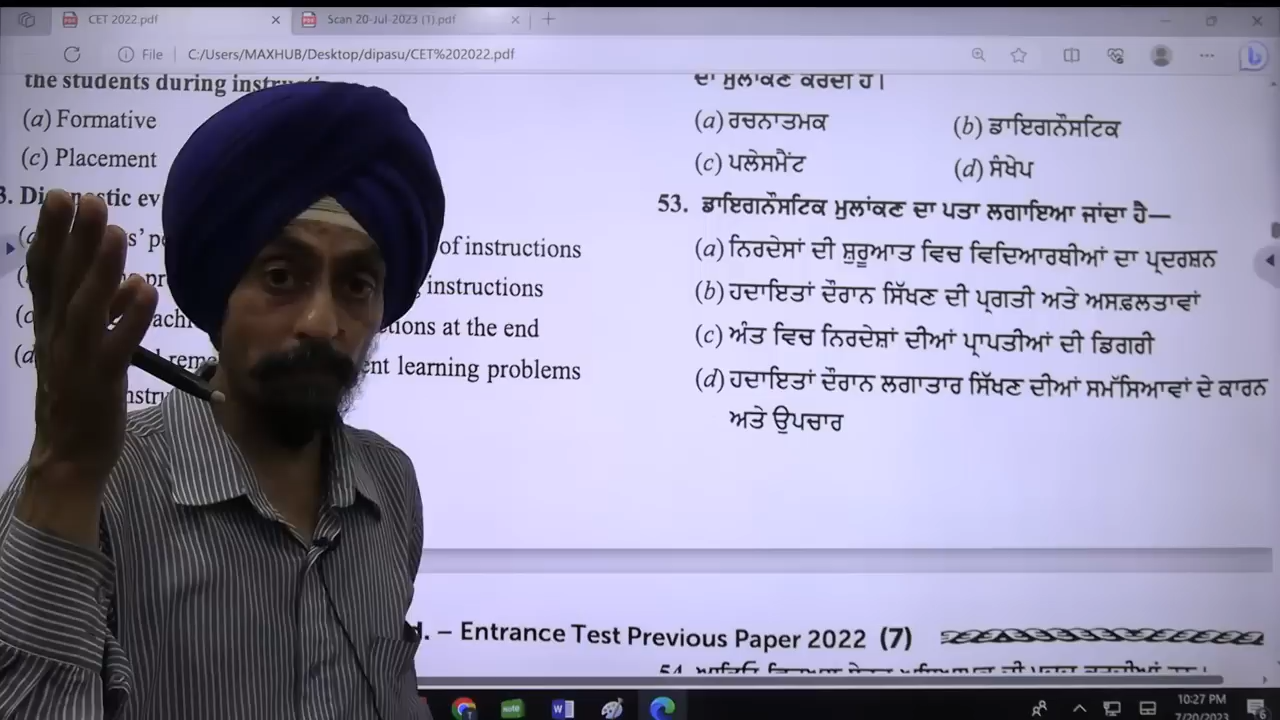 CET 2022.pdf
Scan 20-Jul-2023 (1).pdf
File
C:/Users/MAXHUB/Desktop/dipasu/CET%202022.pdf
the students during
(a) Formative
(c) Placement
of instructions
instructions
at the end
learning problems
ਦਾ ਮੁਲਾਂਕਣ ਕਰਦਾ ਹੈ।
(a) ਰਚਨਾਤਮਕ
(b) ਡਾਇਗਨੌਸਟਿਕ
(c) ਪਲੇਸਮੈਂਟ
(d) ਸੰਖੇਪ
53. ਡਾਇਗਨੌਸਟਿਕ ਮੁਲਾਂਕਣ ਦਾ ਪਤਾ ਲਗਾਇਆ ਜਾਂਦਾ ਹੈ—
(a) ਨਿਰਦੇਸਾਂ ਦੀ ਸ਼ੁਰੂਆਤ ਵਿਚ ਵਿਦਿਆਰਥੀਆਂ ਦਾ ਪ੍ਰਦਰਸ਼ਨ
(b) ਹਦਾਇਤਾਂ ਦੌਰਾਨ ਸਿੱਖਣ ਦੀ ਪ੍ਰਗਤੀ ਅਤੇ ਅਸਫ਼ਲਤਾਵਾਂ
(c) ਅੰਤ ਵਿਚ ਨਿਰਦੇਸ਼ਾਂ ਦੀਆਂ ਪ੍ਰਾਪਤੀਆਂ ਦੀ ਡਿਗਰੀ
(d) ਹਦਾਇਤਾਂ ਦੌਰਾਨ ਲਗਾਤਾਰ ਸਿੱਖਣ ਦੀਆਂ ਸਮੱਸਿਆਵਾਂ ਦੇ ਕਾਰਨ
ਅਤੇ ਉਪਚਾਰ
– Entrance Test Previous Paper 2022 (7)
10:27 PM
7/20/2023